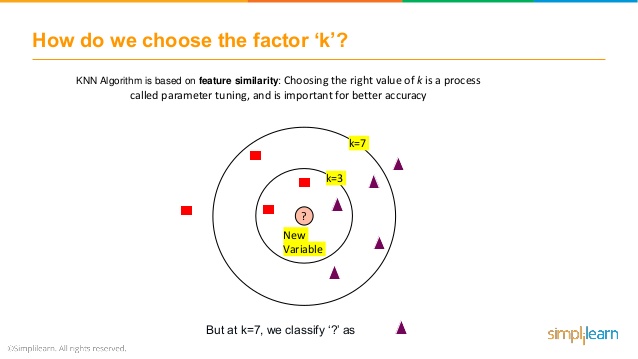 How do we choose the factor ‘k’?
KNN Algorithm is based on feature similarity: Choosing the right value of k is a process
called parameter tuning, and is important for better accuracy
k=7
k=3
?
New
Variable
But at k=7, we classify ‘?’ as
simplilearn
©Simplilearn. All rights reserved.